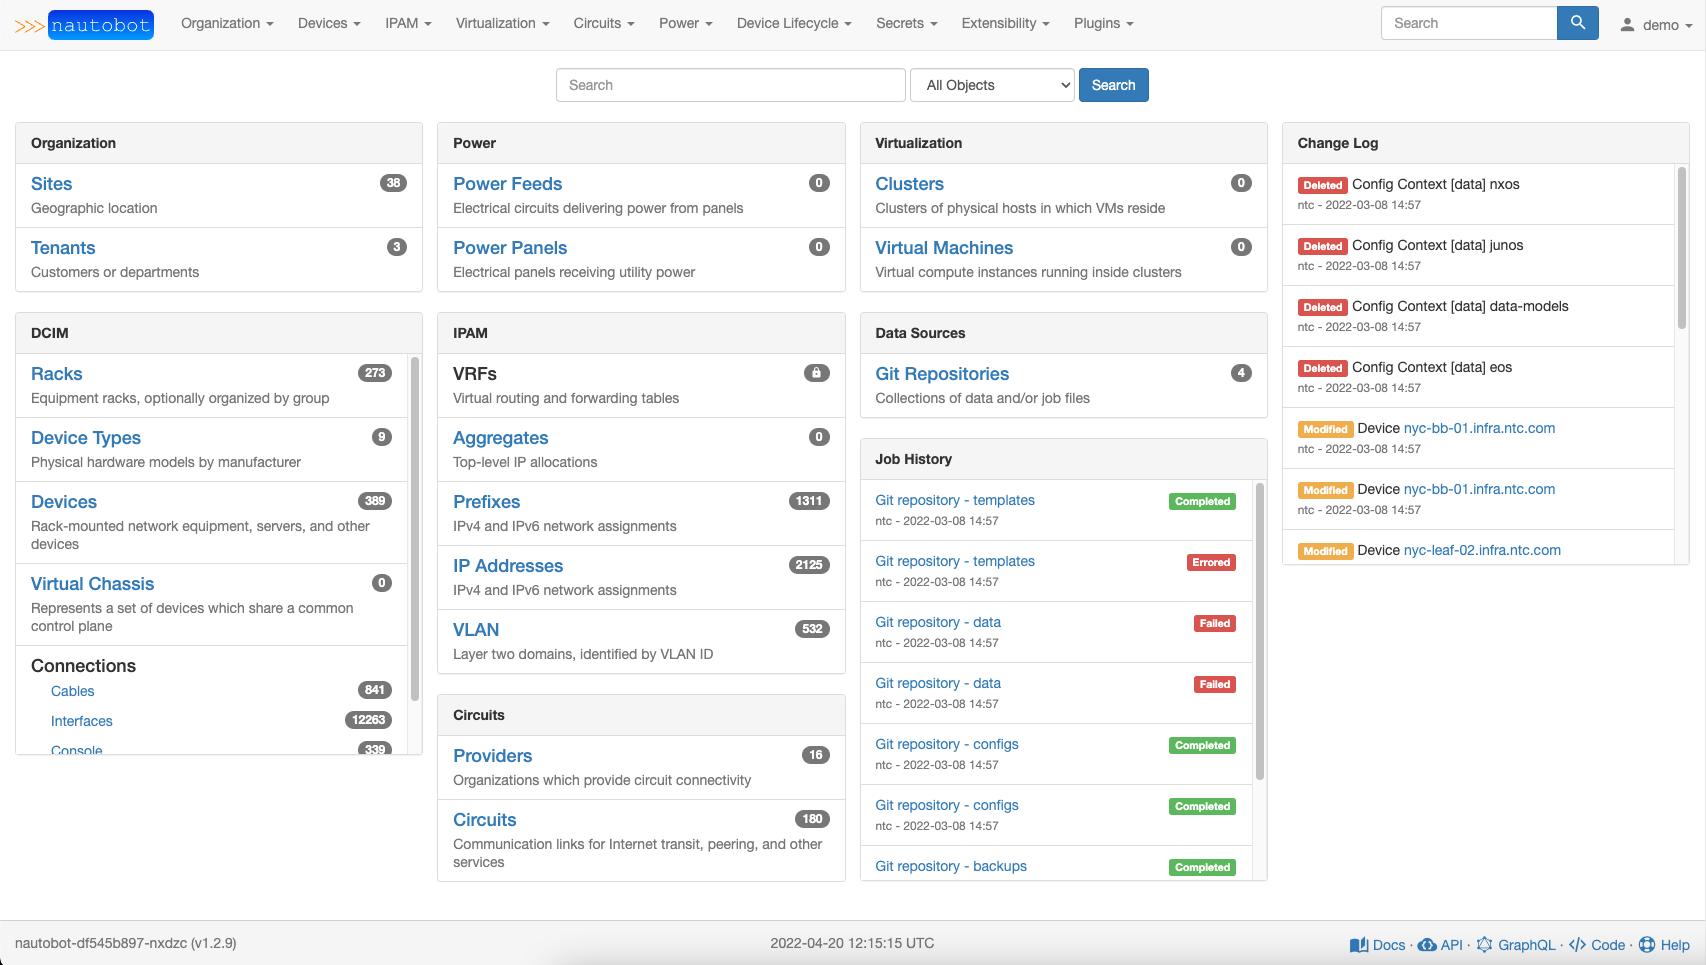 >>> nautobot
Organization Devices IPAM Virtualization Circuits Power Device Lifecycle Secrets Extensibility Plugins Search demo
Search All Objects Search
Organization
Sites 38
Geographic location
Tenants 3
Customers or departments
DCIM
Racks 273
Equipment racks, optionally organized by group
Device Types 9
Physical hardware models by manufacturer
Devices 389
Rack-mounted network equipment, servers, and other
devices
Virtual Chassis 0
Represents a set of devices which share a common
control plane
Connections
Cables 841
Interfaces 12263
Console 339
Power
Power Feeds 0
Electrical circuits delivering power from panels
Power Panels 0
Electrical panels receiving utility power
IPAM
VRFs
Virtual routing and forwarding tables
Aggregates 0
Top-level IP allocations
Prefixes 1311
IPv4 and IPv6 network assignments
IP Addresses 2125
IPv4 and IPv6 network assignments
VLAN 532
Layer two domains, identified by VLAN ID
Circuits
Providers 16
Organizations which provide circuit connectivity
Circuits 180
Communication links for Internet transit, peering, and other
services
Virtualization
Clusters 0
Clusters of physical hosts in which VMs reside
Virtual Machines 0
Virtual compute instances running inside clusters
Data Sources
Git Repositories 4
Collections of data and/or job files
Job History
Git repository - templates Completed
ntc - 2022-03-08 14:57
Git repository - templates Errored
ntc - 2022-03-08 14:57
Git repository - data Failed
ntc - 2022-03-08 14:57
Git repository - data Failed
ntc - 2022-03-08 14:57
Git repository - configs Completed
ntc - 2022-03-08 14:57
Git repository - configs Completed
ntc - 2022-03-08 14:57
Git repository - backups Completed
Change Log
Deleted Config Context [data] nxos
ntc - 2022-03-08 14:57
Deleted Config Context [data] junos
ntc - 2022-03-08 14:57
Deleted Config Context [data] data-models
ntc - 2022-03-08 14:57
Deleted Config Context [data] eos
ntc - 2022-03-08 14:57
Modified Device nyc-bb-01.infra.ntc.com
ntc - 2022-03-08 14:57
Modified Device nyc-bb-01.infra.ntc.com
ntc - 2022-03-08 14:57
Modified Device nyc-leaf-02.infra.ntc.com
nautobot-df545b897-nxdzc (v1.2.9)
2022-04-20 12:15:15 UTC
Docs · API · GraphQL · Code · Help